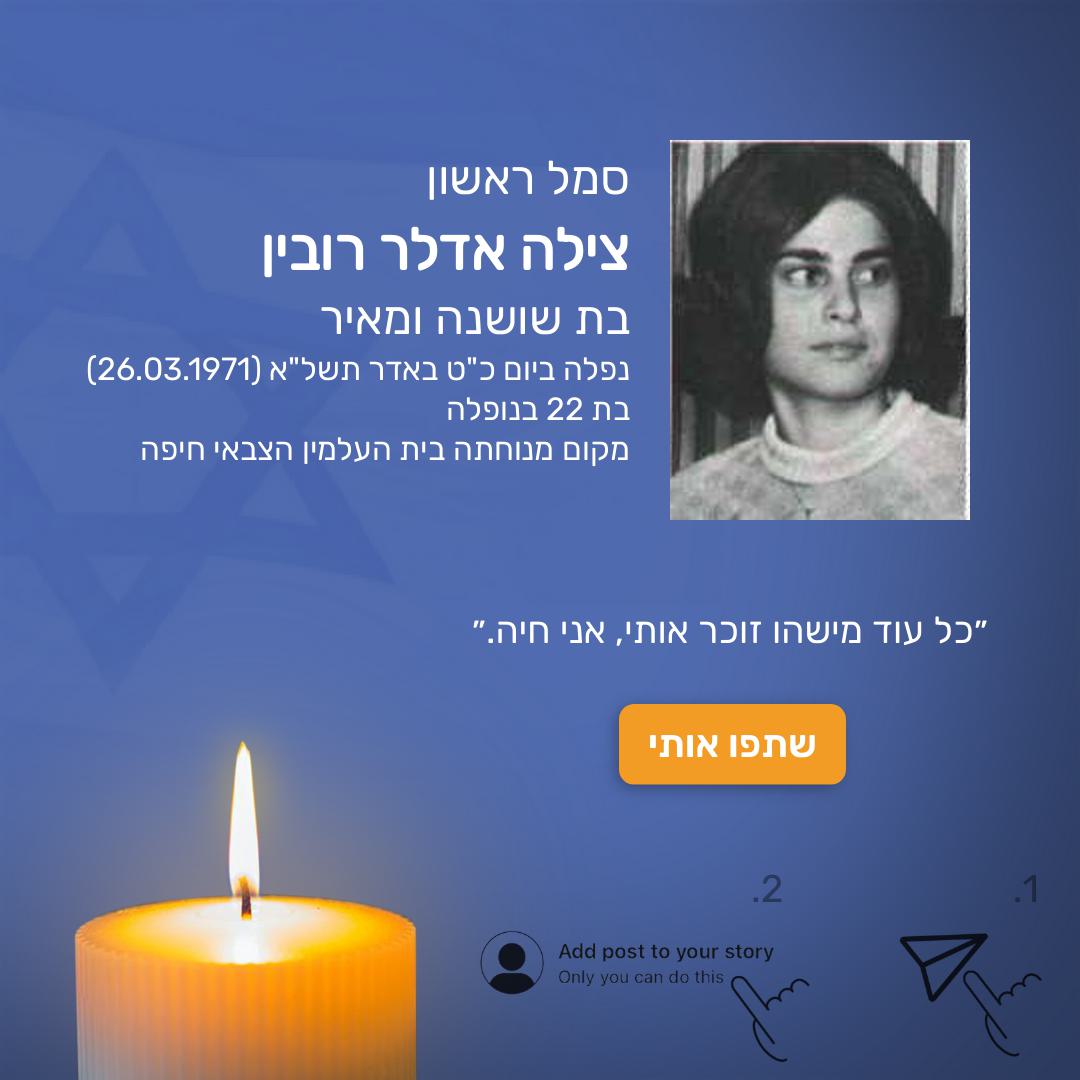 סמל ראשון
צילה אדלר רובין
בת שושנה ומאיר
נפלה ביום כ"ט באדר תשל"א (26.03.1971)
בת 22 בנופלה
מקום מנוחתה בית העלמין הצבאי חיפה
״כל עוד מישהו זוכר אותי, אני חיה.״
שתפו אותי
1.
2.
Add post to your story
Only you can do this